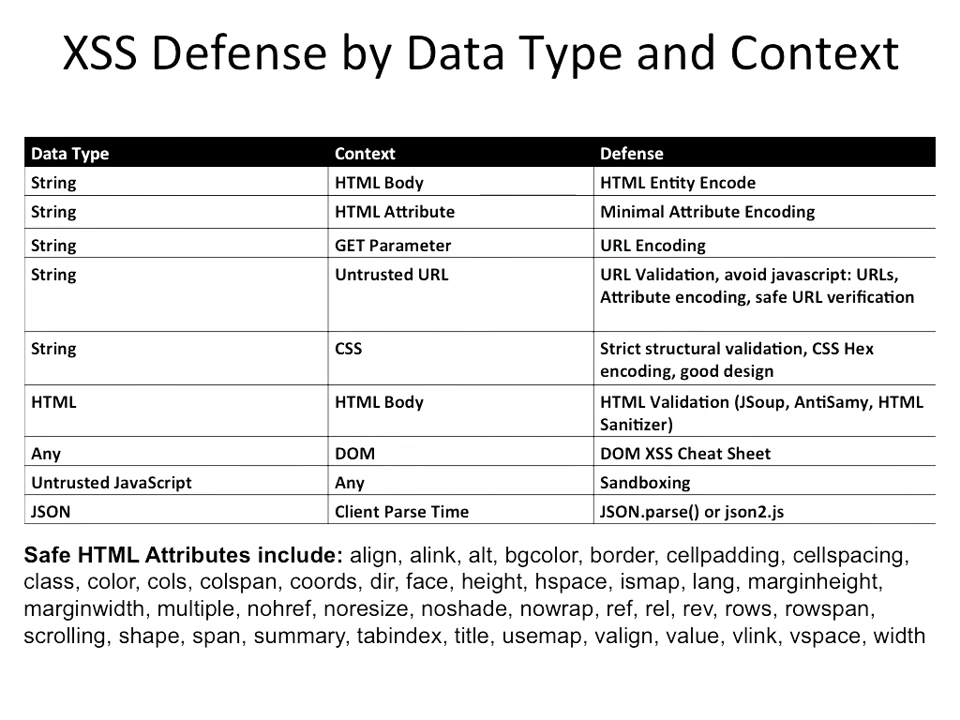 XSS Defense by Data Type and Context
Data Type Context Defense
String HTML Body HTML Entity Encode
String HTML Attribute Minimal Attribute Encoding
String GET Parameter URL Encoding
String Untrusted URL URL Validation, avoid javascript: URLs,
Attribute encoding, safe URL verification
String CSS Strict structural validation, CSS Hex
encoding, good design
HTML HTML Body HTML Validation (JSoup, AntiSamy, HTML
Sanitizer)
Any DOM DOM XSS Cheat Sheet
Untrusted JavaScript Any Sandboxing
JSON Client Parse Time JSON.parse() or json2.js
Safe HTML Attributes include: align, alink, alt, bgcolor, border, cellpadding, cellspacing,
class, color, cols, colspan, coords, dir, face, height, hspace, ismap, lang, marginheight,
marginwidth, multiple, nohref, noresize, noshade, nowrap, ref, rel, rev, rows, rowspan,
scrolling, shape, span, summary, tabindex, title, usemap, valign, value, vlink, vspace, width